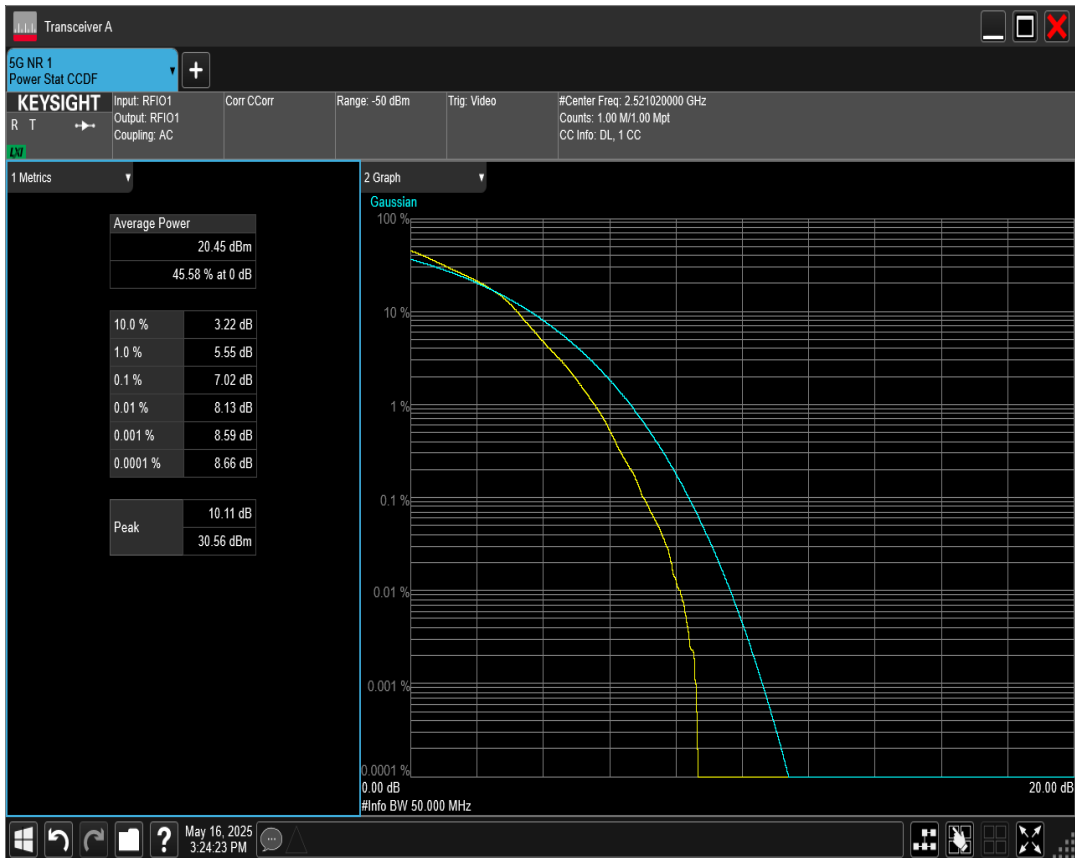 Transceiver A
5G NR 1
Power Stat CCDF
KEYSIGHT
R T
LXI
Input: RFIO1
Output: RFIO1
Coupling: AC
Corr CCorr
Range: -50 dBm
Trig: Video
#Center Freq: 2.521020000 GHz
Counts: 1.00 M/1.00 Mpt
CC Info: DL, 1 CC
1 Metrics
Average Power
20.45 dBm
45.58 % at 0 dB
10.0 % 3.22 dB
1.0 % 5.55 dB
0.1 % 7.02 dB
0.01 % 8.13 dB
0.001 % 8.59 dB
0.0001 % 8.66 dB
Peak
10.11 dB
30.56 dBm
2 Graph
Gaussian
100 %
10 %
1 %
0.1 %
0.01 %
0.001 %
0.0001 %
0.00 dB
20.00 dB
#Info BW 50.000 MHz
?
May 16, 2025
3:24:23 PM